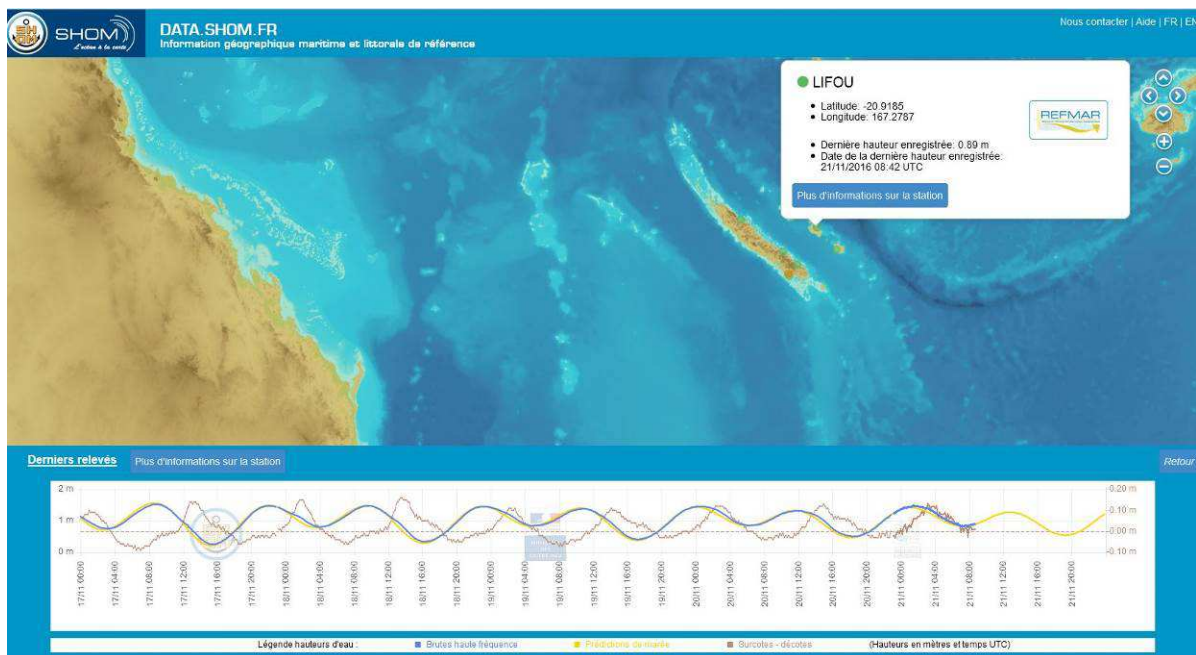 SHOM
L'océan à la carte
DATA.SHOM.FR
Information géographique maritime et littorale de référence
Nous contacter | Aide | FR | EN
LIFOU
Latitude: -20.9185
Longitude: 167.2787
REFMAR
Dernière hauteur enregistrée: 0.89 m
Date de la dernière hauteur enregistrée:
21/11/2016 08:42 UTC
Plus d'informations sur la station
Derniers relevés
Plus d'informations sur la station
Retour
2 m
1 m
0 m
0.20 m
0.10 m
-0.00 m
-0.10 m
17/11 00:00
17/11 04:00
17/11 08:00
17/11 12:00
17/11 16:00
17/11 20:00
18/11 00:00
18/11 04:00
18/11 08:00
18/11 12:00
18/11 16:00
18/11 20:00
19/11 00:00
19/11 04:00
19/11 08:00
19/11 12:00
19/11 16:00
19/11 20:00
20/11 00:00
20/11 04:00
20/11 08:00
20/11 12:00
20/11 16:00
20/11 20:00
21/11 00:00
21/11 04:00
21/11 08:00
21/11 12:00
21/11 16:00
21/11 20:00
Légende hauteurs d'eau :
Brutes haute fréquence
Prédictions de marée
Surcotes - décotes
(Hauteurs en mètres et temps UTC)